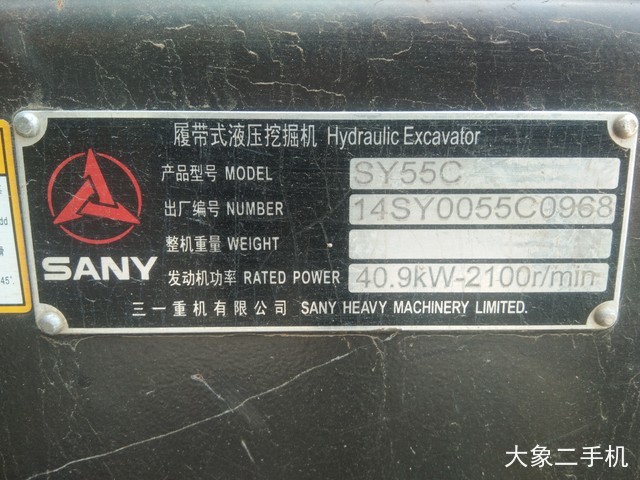 履带式液压挖掘机 Hydraulic Excavator
产品型号 MODEL SY55C
出厂编号 NUMBER 14SY0055C0968
整机重量 WEIGHT
发动机功率 RATED POWER 40.9kW-2100r/min
SANY
三一重机有限公司 SANY HEAVY MACHINERY LIMITED.
45°
大象二手机